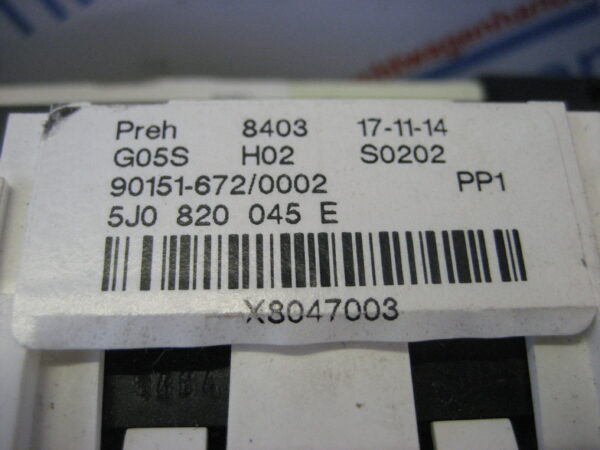 Preh 8403 17-11-14
G05S H02 S0202
90151-672/0002 PP1
5J0 820 045 E
X8047003